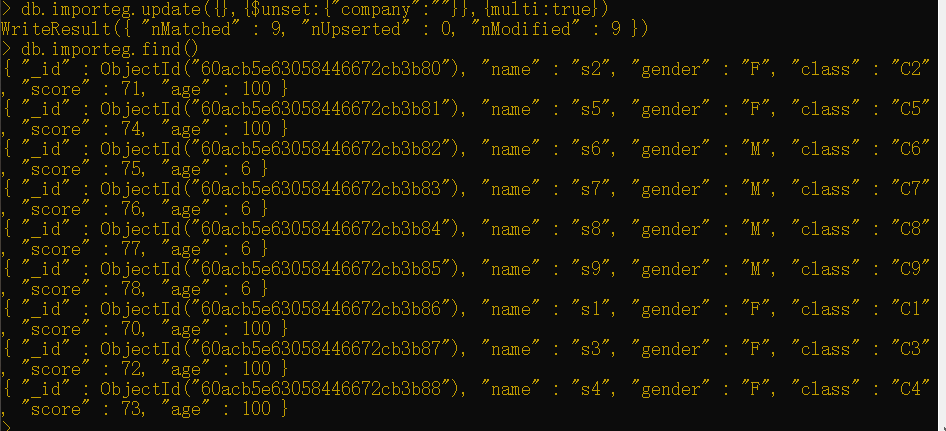 > db.importeg.update({},{$unset:{"company":""}},{multi:true})
WriteResult({ "nMatched" : 9, "nUpserted" : 0, "nModified" : 9 })
> db.importeg.find()
{ "_id" : ObjectId("60acb5e63058446672cb3b80"), "name" : "s2", "gender" : "F", "class" : "C2"
, "score" : 71, "age" : 100 }
{ "_id" : ObjectId("60acb5e63058446672cb3b81"), "name" : "s5", "gender" : "F", "class" : "C5"
, "score" : 74, "age" : 100 }
{ "_id" : ObjectId("60acb5e63058446672cb3b82"), "name" : "s6", "gender" : "M", "class" : "C6"
, "score" : 75, "age" : 6 }
{ "_id" : ObjectId("60acb5e63058446672cb3b83"), "name" : "s7", "gender" : "M", "class" : "C7"
, "score" : 76, "age" : 6 }
{ "_id" : ObjectId("60acb5e63058446672cb3b84"), "name" : "s8", "gender" : "M", "class" : "C8"
, "score" : 77, "age" : 6 }
{ "_id" : ObjectId("60acb5e63058446672cb3b85"), "name" : "s9", "gender" : "M", "class" : "C9"
, "score" : 78, "age" : 6 }
{ "_id" : ObjectId("60acb5e63058446672cb3b86"), "name" : "s1", "gender" : "F", "class" : "C1"
, "score" : 70, "age" : 100 }
{ "_id" : ObjectId("60acb5e63058446672cb3b87"), "name" : "s3", "gender" : "F", "class" : "C3"
, "score" : 72, "age" : 100 }
{ "_id" : ObjectId("60acb5e63058446672cb3b88"), "name" : "s4", "gender" : "F", "class" : "C4"
, "score" : 73, "age" : 100 }
>